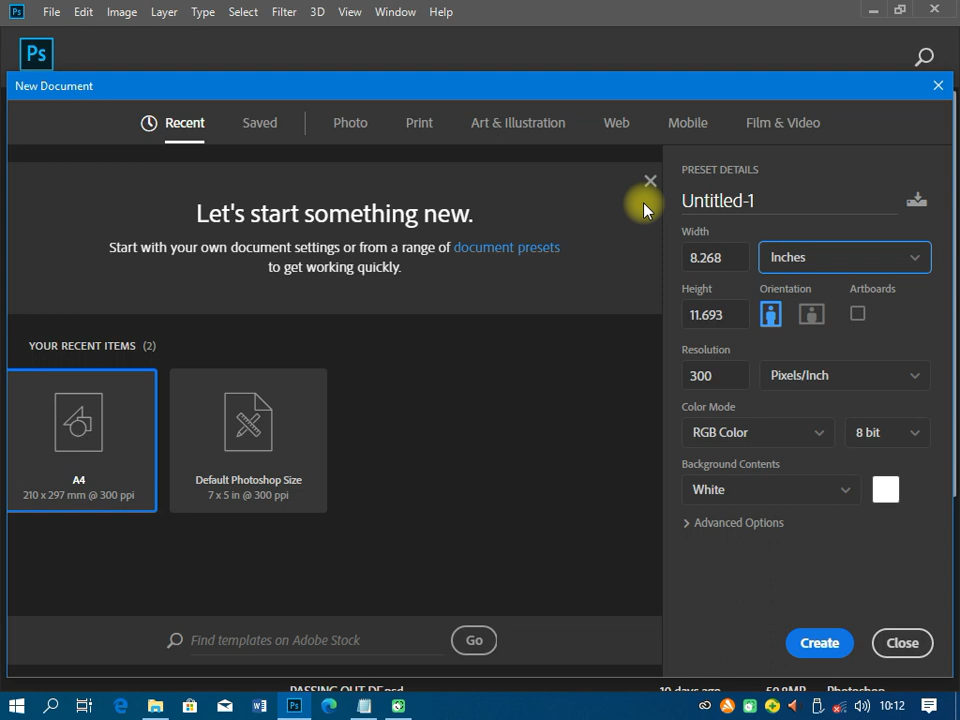 Ps File Edit Image Layer Type Select Filter 3D View Window Help
Ps
New Document
Recent Saved Photo Print Art & Illustration Web Mobile Film & Video
PRESET DETAILS
Untitled-1
Let's start something new.
Start with your own document settings or from a range of document presets
to get working quickly.
Width
8.268 Inches
Height Orientation Artboards
11.693
YOUR RECENT ITEMS (2)
A4
210 x 297 mm @ 300 ppi
Default Photoshop Size
7 x 5 in @ 300 ppi
Resolution
300 Pixels/Inch
Color Mode
RGB Color 8 bit
Background Contents
White
Advanced Options
Find templates on Adobe Stock Go
Create Close
Ps 10:12